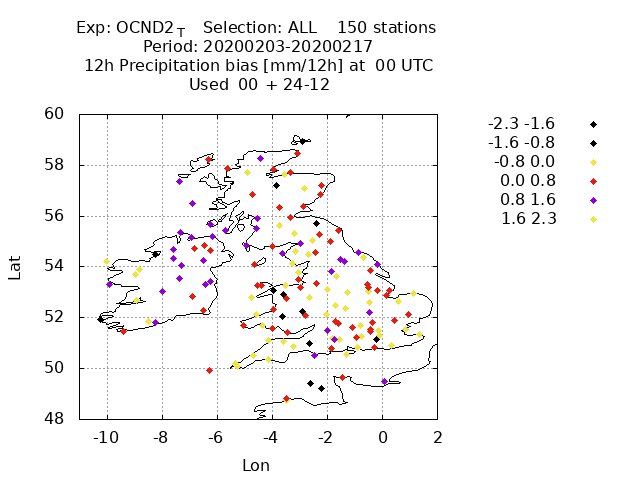 Exp: OCND2T Selection: ALL 150 stations
Period: 20200203-20200217
12h Precipitation bias [mm/12h] at 00 UTC
Used 00 + 24-12
60
58
56
54
52
50
48
Lat
-10 -8 -6 -4 -2 0 2
Lon
-2.3 -1.6
-1.6 -0.8
-0.8 0.0
0.0 0.8
0.8 1.6
1.6 2.3